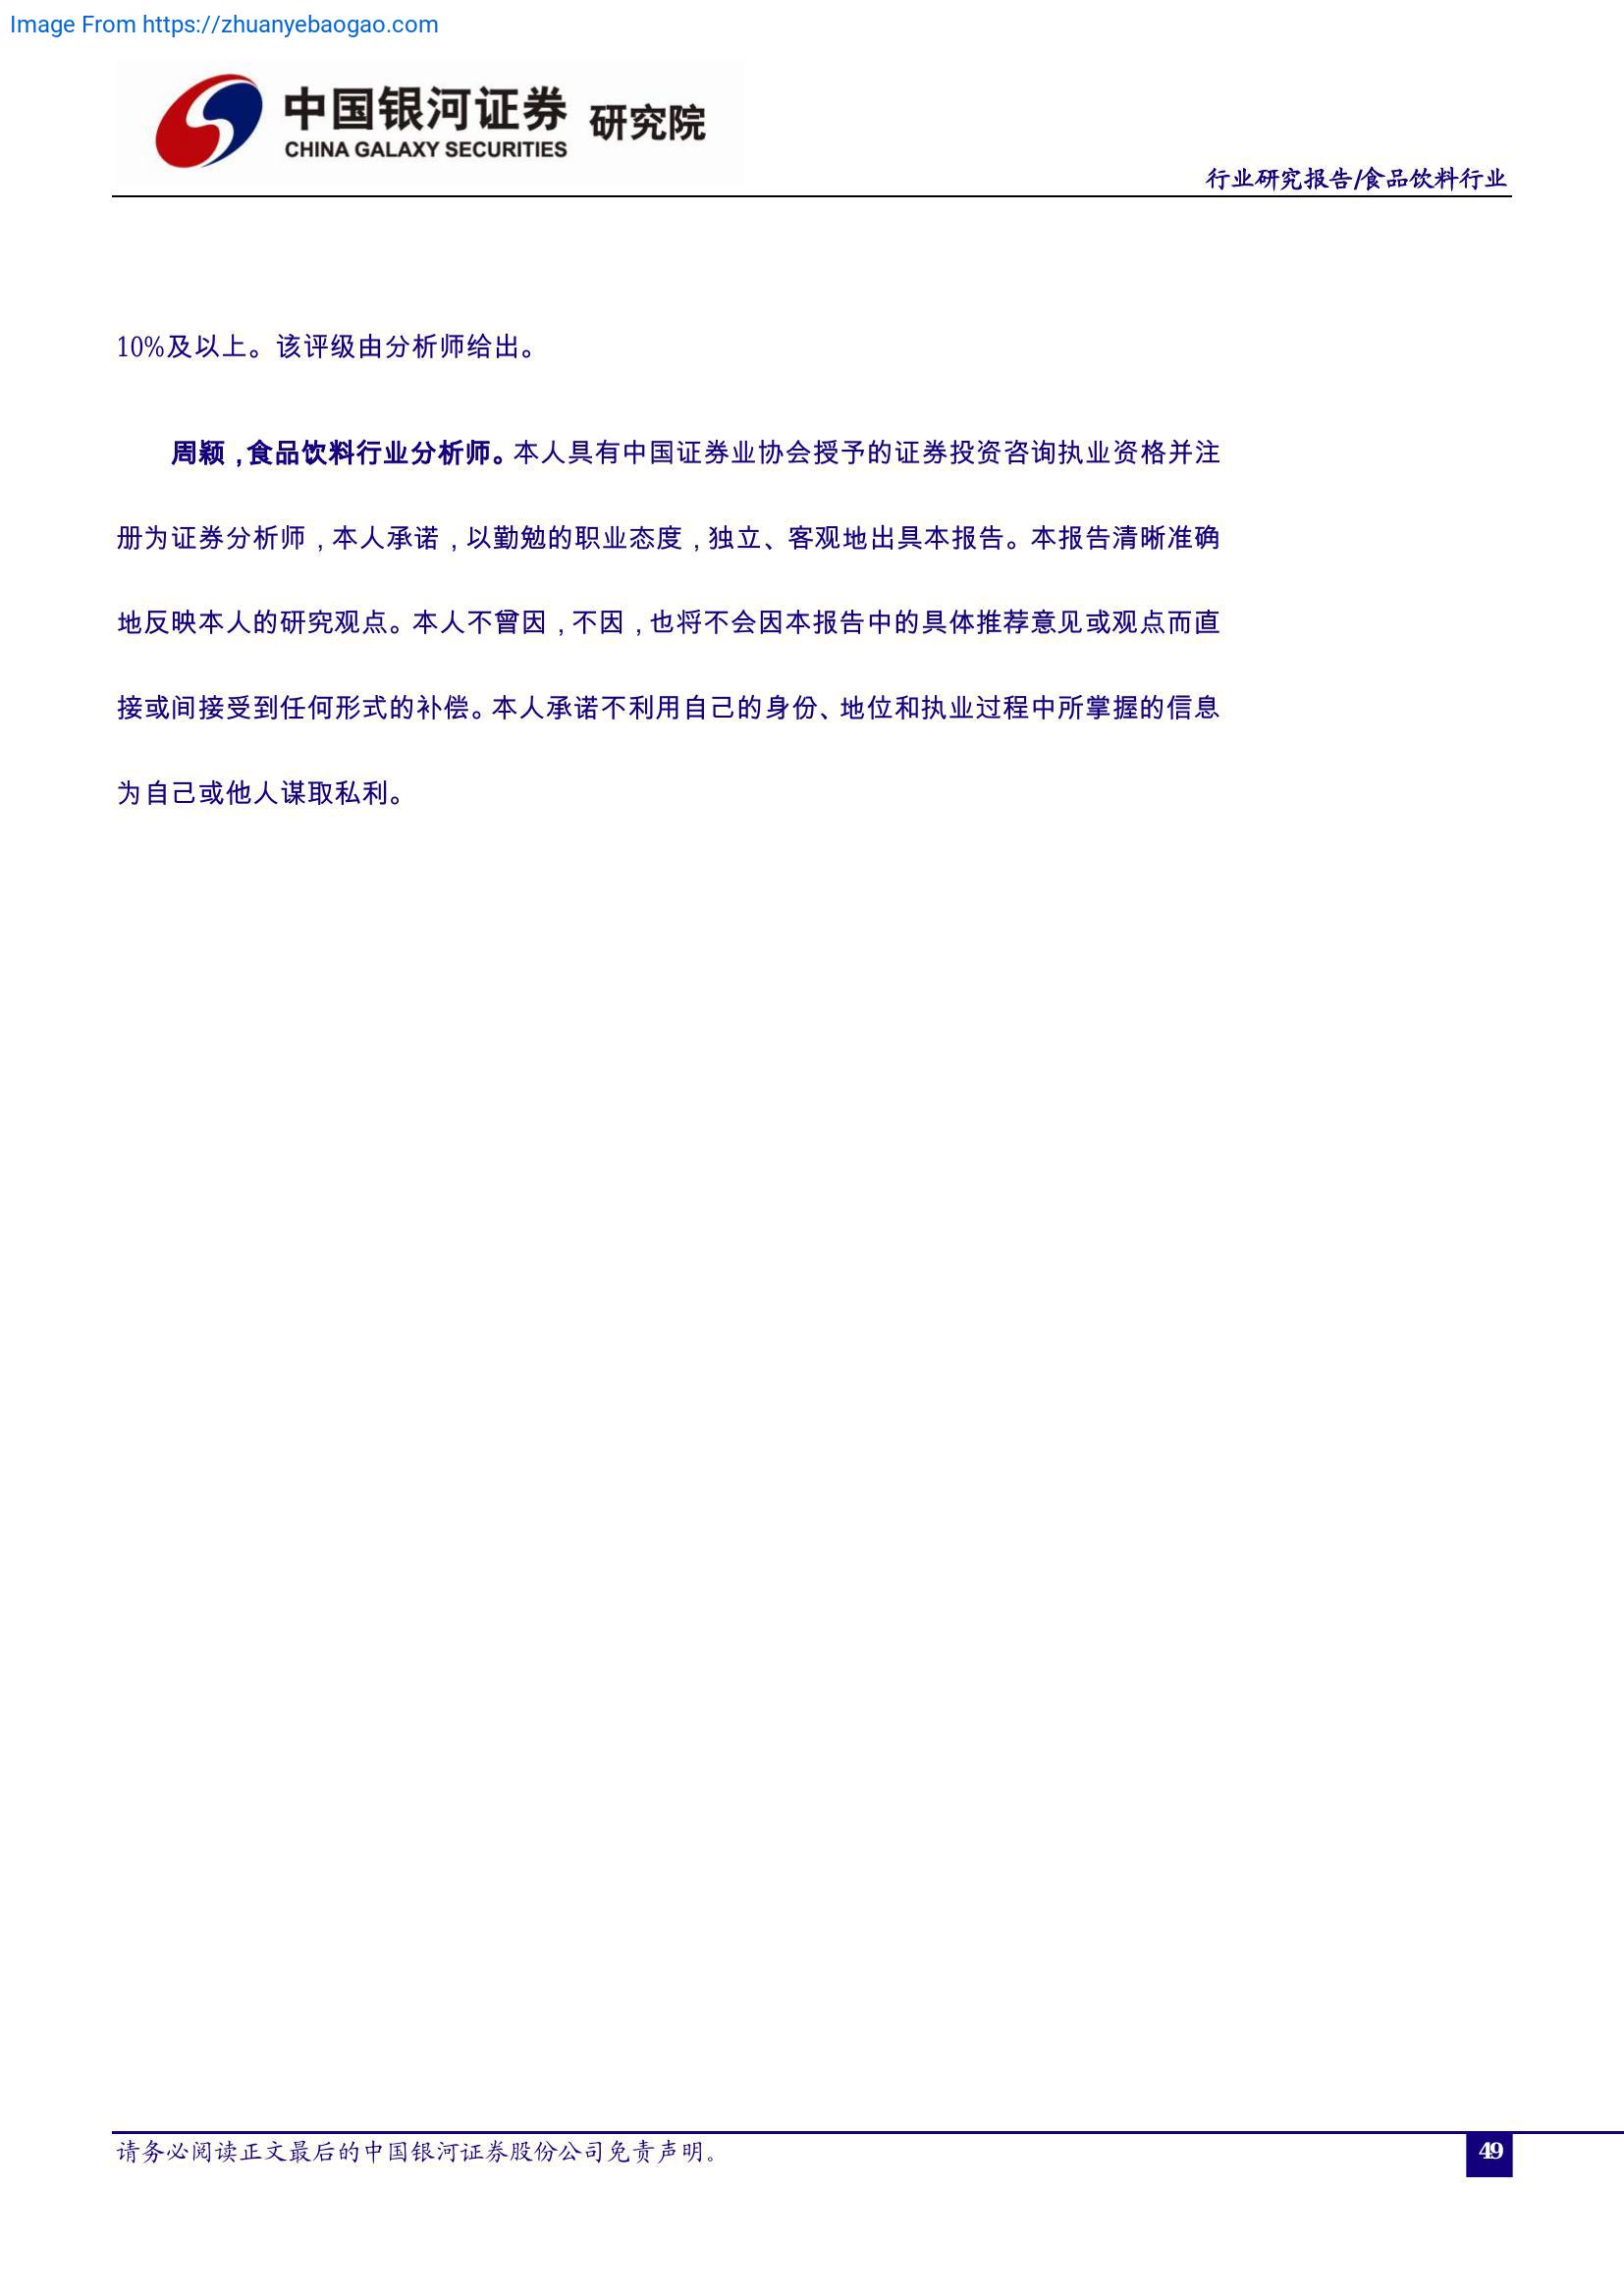 Image From https://zhuanyebaogao.com
中国银河证券 研究院
CHINA GALAXY SECURITIES
行业研究报告/食品饮料行业
10%及以上。该评级由分析师给出。
周颖，食品饮料行业分析师。本人具有中国证券业协会授予的证券投资咨询执业资格并注
册为证券分析师，本人承诺，以勤勉的职业态度，独立、客观地出具本报告。本报告清晰准确
地反映本人的研究观点。本人不曾因，不因，也将不会因本报告中的具体推荐意见或观点而直
接或间接受到任何形式的补偿。本人承诺不利用自己的身份、地位和执业过程中所掌握的信息
为自己或他人谋取私利。
请务必阅读正文最后的中国银河证券股份公司免责声明。
49